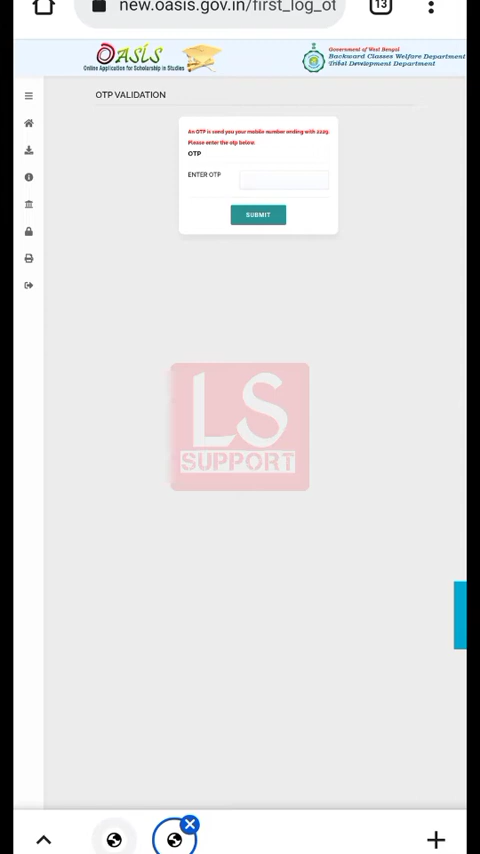 new.oasis.gov.in/first_log_ot
13
OASIS
Online Application for Scholarship in Studies
Government of West Bengal
Backward Classes Welfare Department
Tribal Development Department
OTP VALIDATION
An OTP is send you your mobile number ending with 2229.
Please enter the otp below.
OTP
ENTER OTP
SUBMIT
LS
SUPPORT